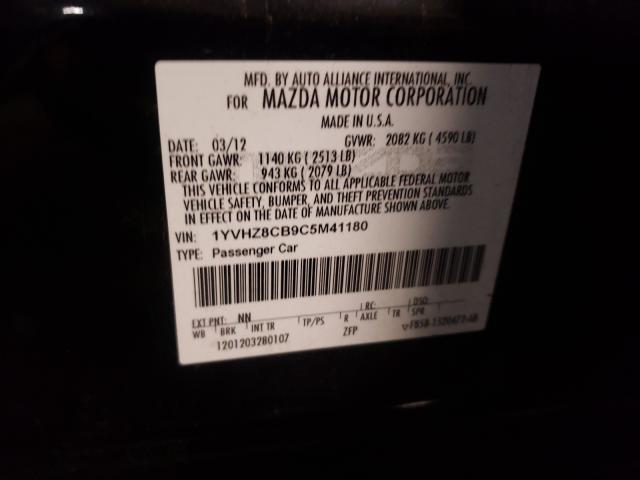 MFD. BY AUTO ALLIANCE INTERNATIONAL, INC.
FOR MAZDA MOTOR CORPORATION
MADE IN U.S.A.
DATE: 03/12 GVWR: 2082 KG ( 4590 LB)
FRONT GAWR: 1140 KG ( 2513 LB)
REAR GAWR: 943 KG ( 2079 LB)
THIS VEHICLE CONFORMS TO ALL APPLICABLE FEDERAL MOTOR
VEHICLE SAFETY, BUMPER, AND THEFT PREVENTION STANDARDS
IN EFFECT ON THE DATE OF MANUFACTURE SHOWN ABOVE.
VIN: 1YVHZ8CB9C5M41180
TYPE: Passenger Car
EXT PNT: NN RC: DSO:
WB BRK INT TR TP/PS R AXLE TR SPR
1201203280107 ZFP